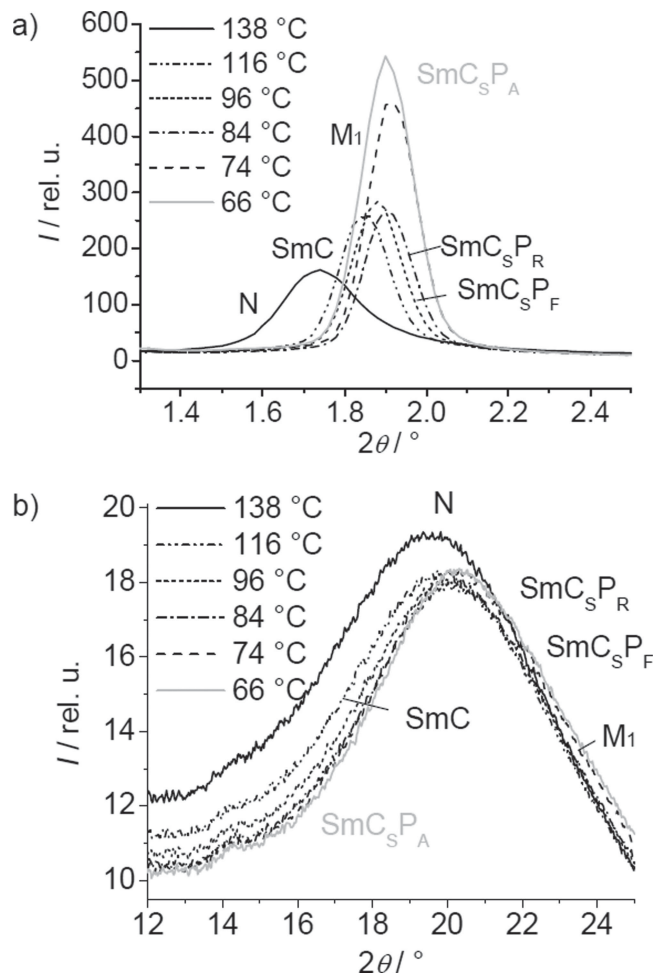 a)
600
500
400
300
200
100
0
I / rel. u.
138 °C
116 °C
96 °C
84 °C
74 °C
66 °C
SmCSPA
M1
SmC
N
SmCSPR
SmCSPF
1.4 1.6 1.8 2.0 2.2 2.4
2θ / °
b)
20
18
16
14
12
10
I / rel. u.
138 °C
116 °C
96 °C
84 °C
74 °C
66 °C
N
SmCSPR
SmCSPF
SmC
M1
SmCSPA
12 14 16 18 20 22 24
2θ / °